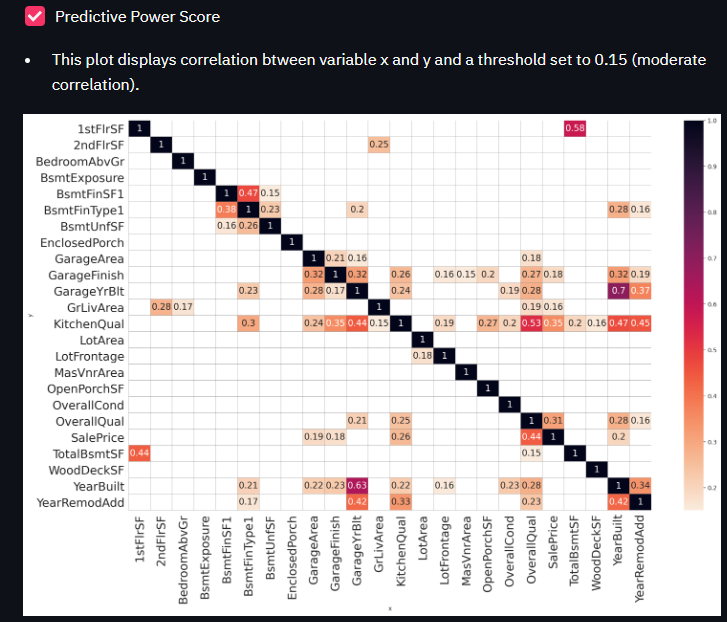 Predictive Power Score
This plot displays correlation btween variable x and y and a threshold set to 0.15 (moderate
correlation).
1stFlrSF 1 0.58
2ndFlrSF 1 0.25
BedroomAbvGr 1
BsmtExposure 1
BsmtFinSF1 1 0.47 0.15
BsmtFinType1 0.38 1 0.23 0.2 0.28 0.16
BsmtUnfSF 0.16 0.26 1
EnclosedPorch 1
GarageArea 1 0.21 0.16 0.18
GarageFinish 0.32 1 0.32 0.26 0.16 0.15 0.2 0.27 0.18 0.32 0.19
GarageYrBlt 0.23 0.28 0.17 1 0.24 0.19 0.28 0.7 0.37
GrLivArea 0.28 0.17 1 0.19 0.16
KitchenQual 0.3 0.24 0.35 0.44 0.15 1 0.19 0.27 0.2 0.53 0.35 0.2 0.16 0.47 0.45
LotArea 1
LotFrontage 0.18 1
MasVnrArea 1
OpenPorchSF 1
OverallCond 1
OverallQual 0.21 0.25 1 0.31 0.28 0.16
SalePrice 0.19 0.18 0.26 0.44 1 0.2
TotalBsmtSF 0.44 0.15 1
WoodDeckSF 1
YearBuilt 0.21 0.22 0.23 0.63 0.22 0.16 0.23 0.28 1 0.34
YearRemodAdd 0.17 0.42 0.33 0.23 0.42 1
y
1stFlrSF
2ndFlrSF
BedroomAbvGr
BsmtExposure
BsmtFinSF1
BsmtFinType1
BsmtUnfSF
EnclosedPorch
GarageArea
GarageFinish
GarageYrBlt
GrLivArea
KitchenQual
LotArea
LotFrontage
MasVnrArea
OpenPorchSF
OverallCond
OverallQual
SalePrice
TotalBsmtSF
WoodDeckSF
YearBuilt
YearRemodAdd
x
1.0
0.9
0.8
0.7
0.6
0.5
0.4
0.3
0.2